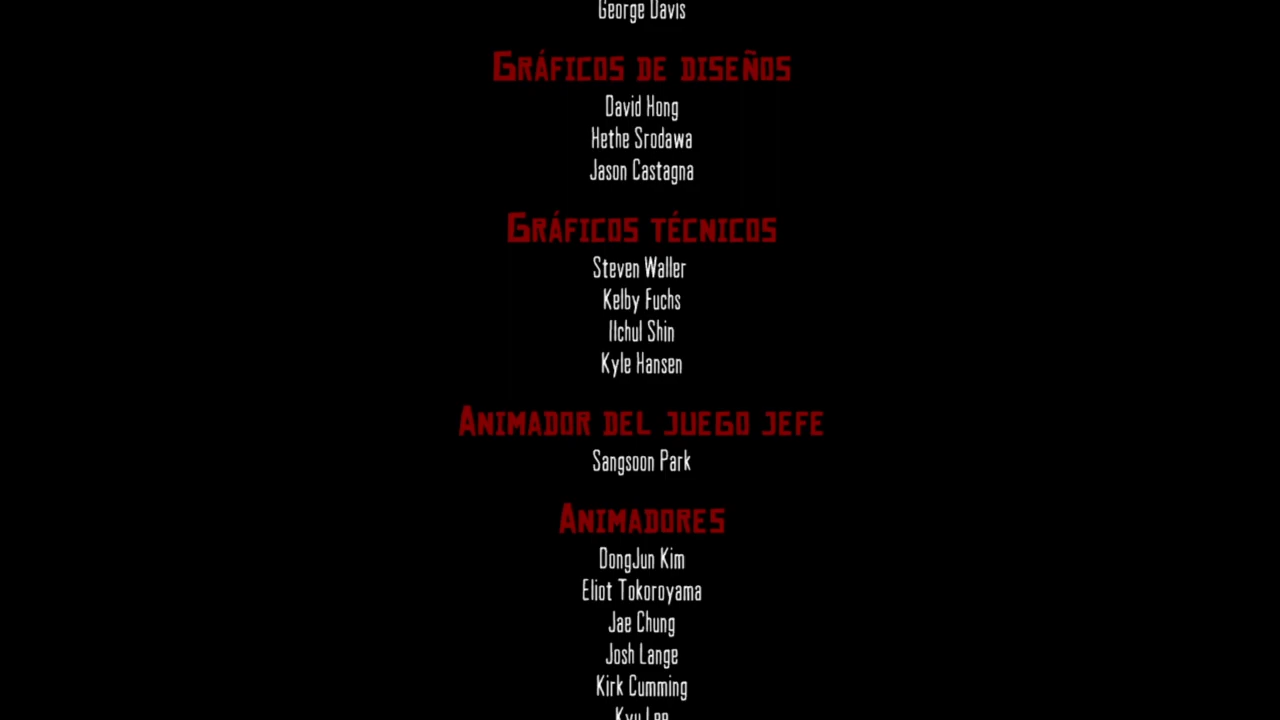 George Davis
Gráficos de diseños
David Hong
Hethe Srodawa
Jason Castagna
Gráficos técnicos
Steven Waller
Kelby Fuchs
Ilchul Shin
Kyle Hansen
Animador del juego jefe
Sangsoon Park
Animadores
DongJun Kim
Eliot Tokoroyama
Jae Chung
Josh Lange
Kirk Cumming
Kyu Lee